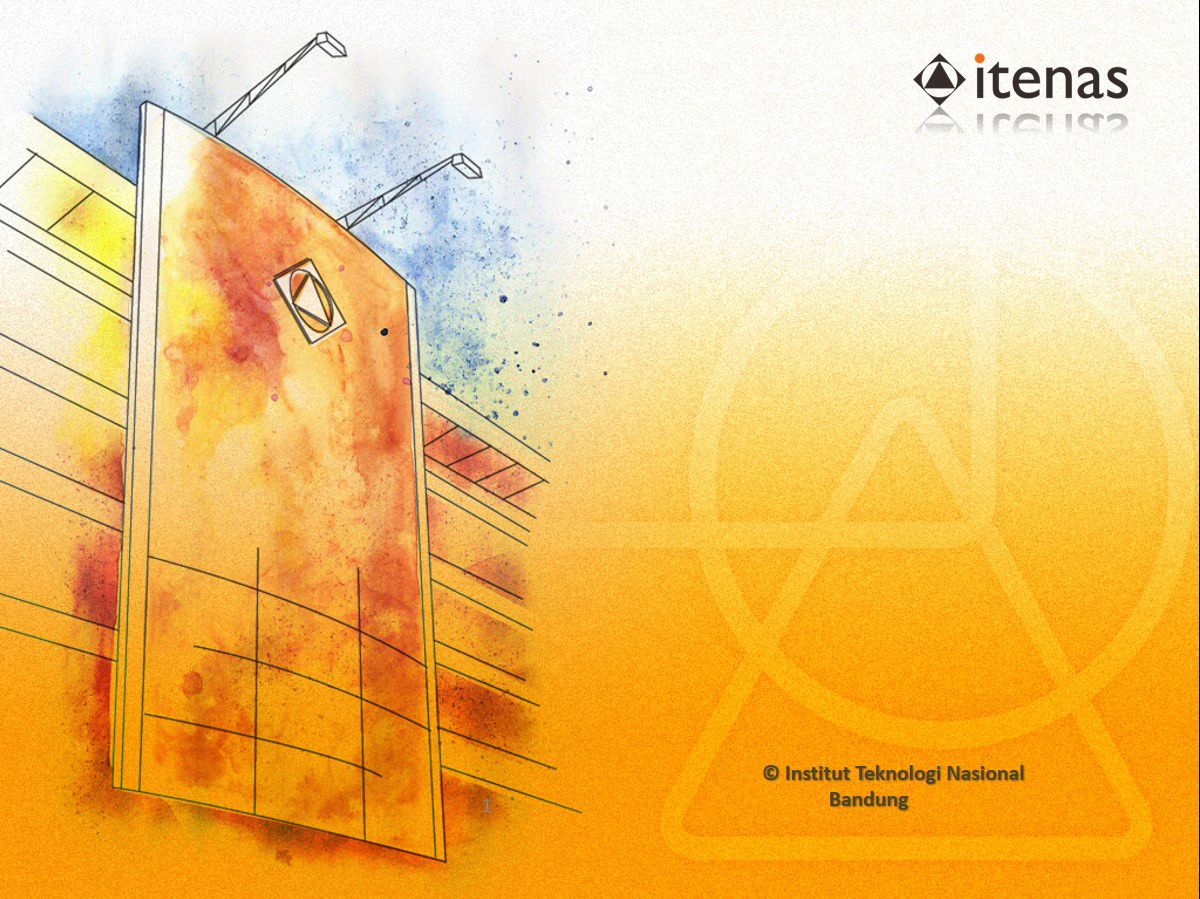 itenas
© Institut Teknologi Nasional
Bandung
1